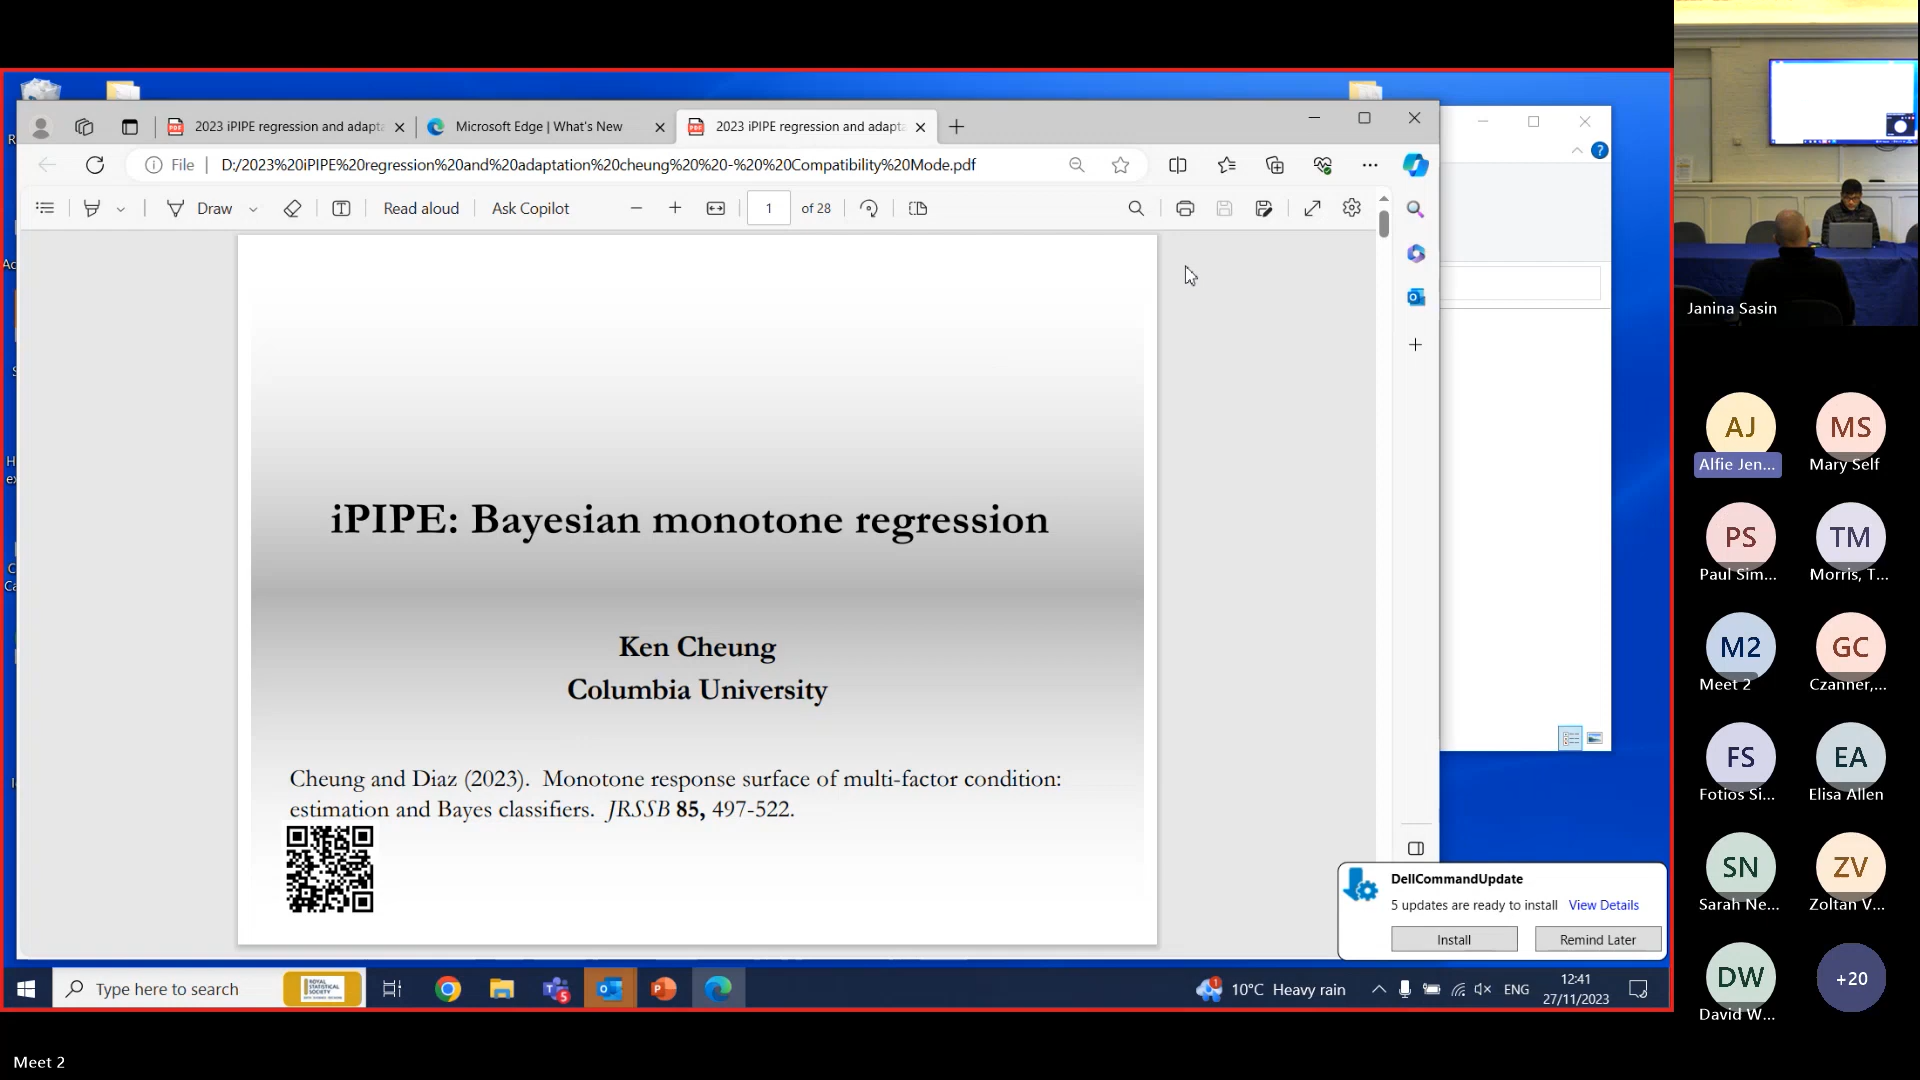 2023 iPIPE regression and adapta
Microsoft Edge | What's New
2023 iPIPE regression and adapta
File
D:/2023%20iPIPE%20regression%20and%20adaptation%20cheung%20%20-%20%20Compatibility%20Mode.pdf
Draw
Read aloud
Ask Copilot
1
of 28
iPIPE: Bayesian monotone regression
Ken Cheung
Columbia University
Cheung and Diaz (2023). Monotone response surface of multi-factor condition:
estimation and Bayes classifiers. JRSSB 85, 497-522.
DellCommandUpdate
5 updates are ready to install View Details
Install
Remind Later
Type here to search
ROYAL
STATISTICAL
SOCIETY
10°C Heavy rain
ENG
12:41
27/11/2023
Meet 2
Janina Sasin
AJ
Alfie Jen...
MS
Mary Self
PS
Paul Sim...
TM
Morris, T...
M2
Meet 2
GC
Czanner,...
FS
Fotios Si...
EA
Elisa Allen
SN
Sarah Ne...
ZV
Zoltan V...
DW
David W...
+20